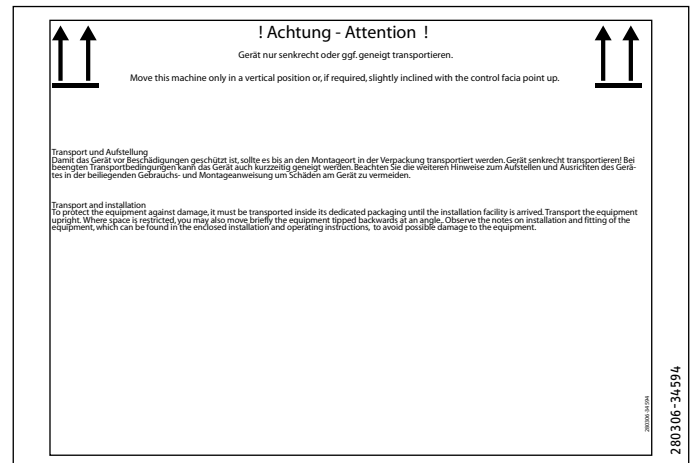 ! Achtung - Attention !
Gerät nur senkrecht oder ggf. geneigt transportieren.
Move this machine only in a vertical position or, if required, slightly inclined with the control facia point up.
Transport und Aufstellung
Damit das Gerät vor Beschädigungen geschützt ist, sollte es bis an den Montageort in der Verpackung transportiert werden. Gerät senkrecht transportieren! Bei
beengten Transportbedingungen kann das Gerät auch kurzzeitig geneigt werden. Beachten Sie die weiteren Hinweise zum Aufstellen und Ausrichten des Gerä-
tes in der beiliegenden Gebrauchs- und Montageanweisung um Schäden am Gerät zu vermeiden.
Transport and installation
To protect the equipment against damage, it must be transported inside its dedicated packaging until the installation facility is arrived. Transport the equipment
upright. Where space is restricted, you may also move briefly the equipment tipped backwards at an angle,. Observe the notes on installation and fitting of the
equipment, which can be found in the enclosed installation and operating instructions, to avoid possible damage to the equipment.
280306-34594
280306-34594